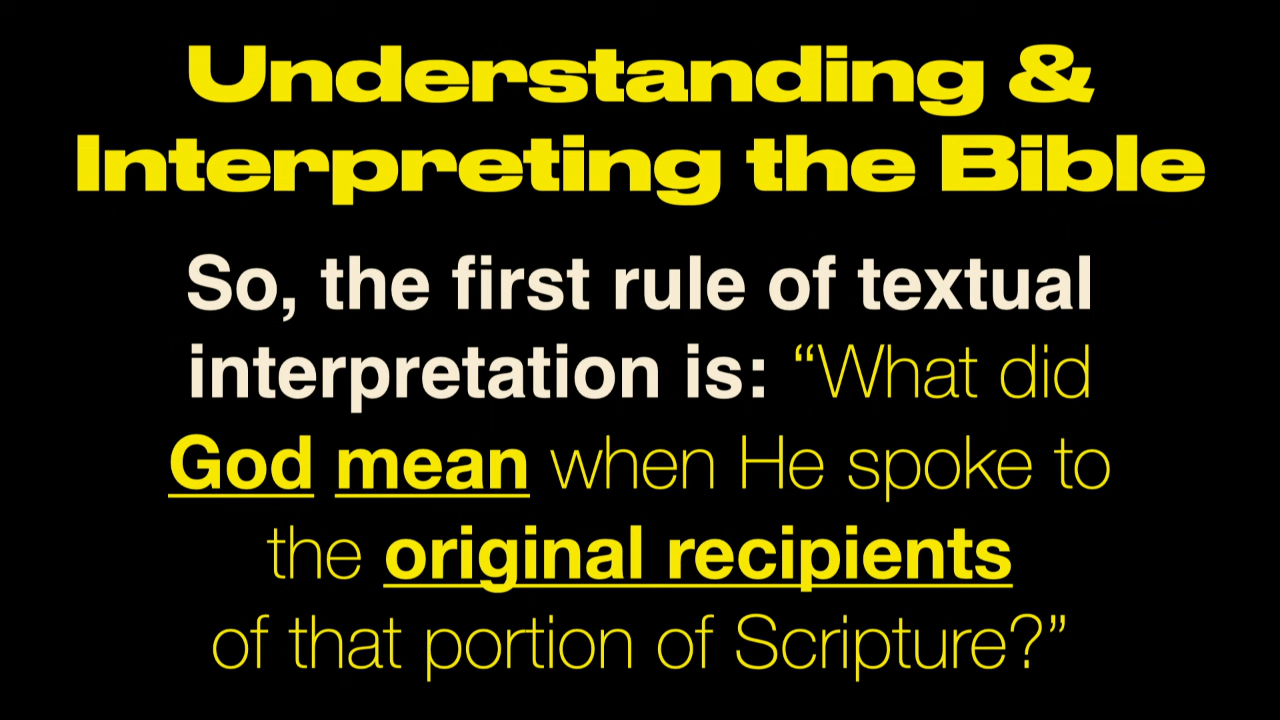 Understanding &
Interpreting the Bible
So, the first rule of textual
interpretation is: “What did
God mean when He spoke to
the original recipients
of that portion of Scripture?”